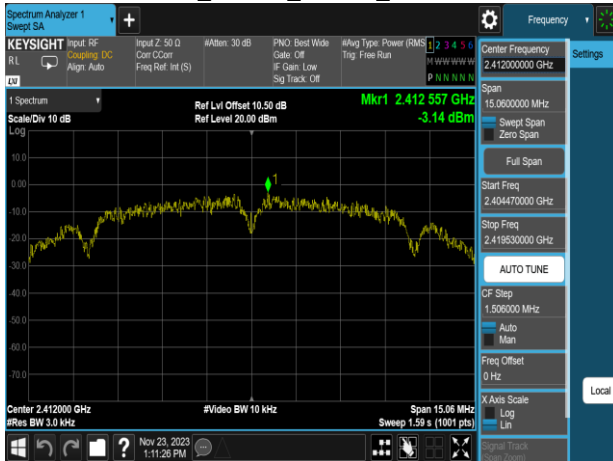 Spectrum Analyzer 1
Swept SA
Frequency
KEYSIGHT
RL
LXI
Input: RF
Coupling: DC
Align: Auto
Input Z: 50 Ω
Corr CCorr
Freq Ref: Int (S)
#Atten: 30 dB
PNO: Best Wide
Gate: Off
IF Gain: Low
Sig Track: Off
#Avg Type: Power (RMS
Trig: Free Run
1 2 3 4 5 6
M W W W W W
P N N N N N
Center Frequency
2.412000000 GHz
Settings
Span
15.0600000 MHz
Swept Span
Zero Span
Full Span
Start Freq
2.404470000 GHz
Stop Freq
2.419530000 GHz
AUTO TUNE
CF Step
1.506000 MHz
Auto
Man
Freq Offset
0 Hz
X Axis Scale
Log
Lin
Signal Track
(Span Zoom)
Local
1 Spectrum
Scale/Div 10 dB
Log
Ref Lvl Offset 10.50 dB
Ref Level 20.00 dBm
Mkr1 2.412 557 GHz
-3.14 dBm
1
10.0
0.00
-10.0
-20.0
-30.0
-40.0
-50.0
-60.0
-70.0
Center 2.412000 GHz
#Res BW 3.0 kHz
#Video BW 10 kHz
Span 15.06 MHz
Sweep 1.59 s (1001 pts)
?
Nov 23, 2023
1:11:26 PM